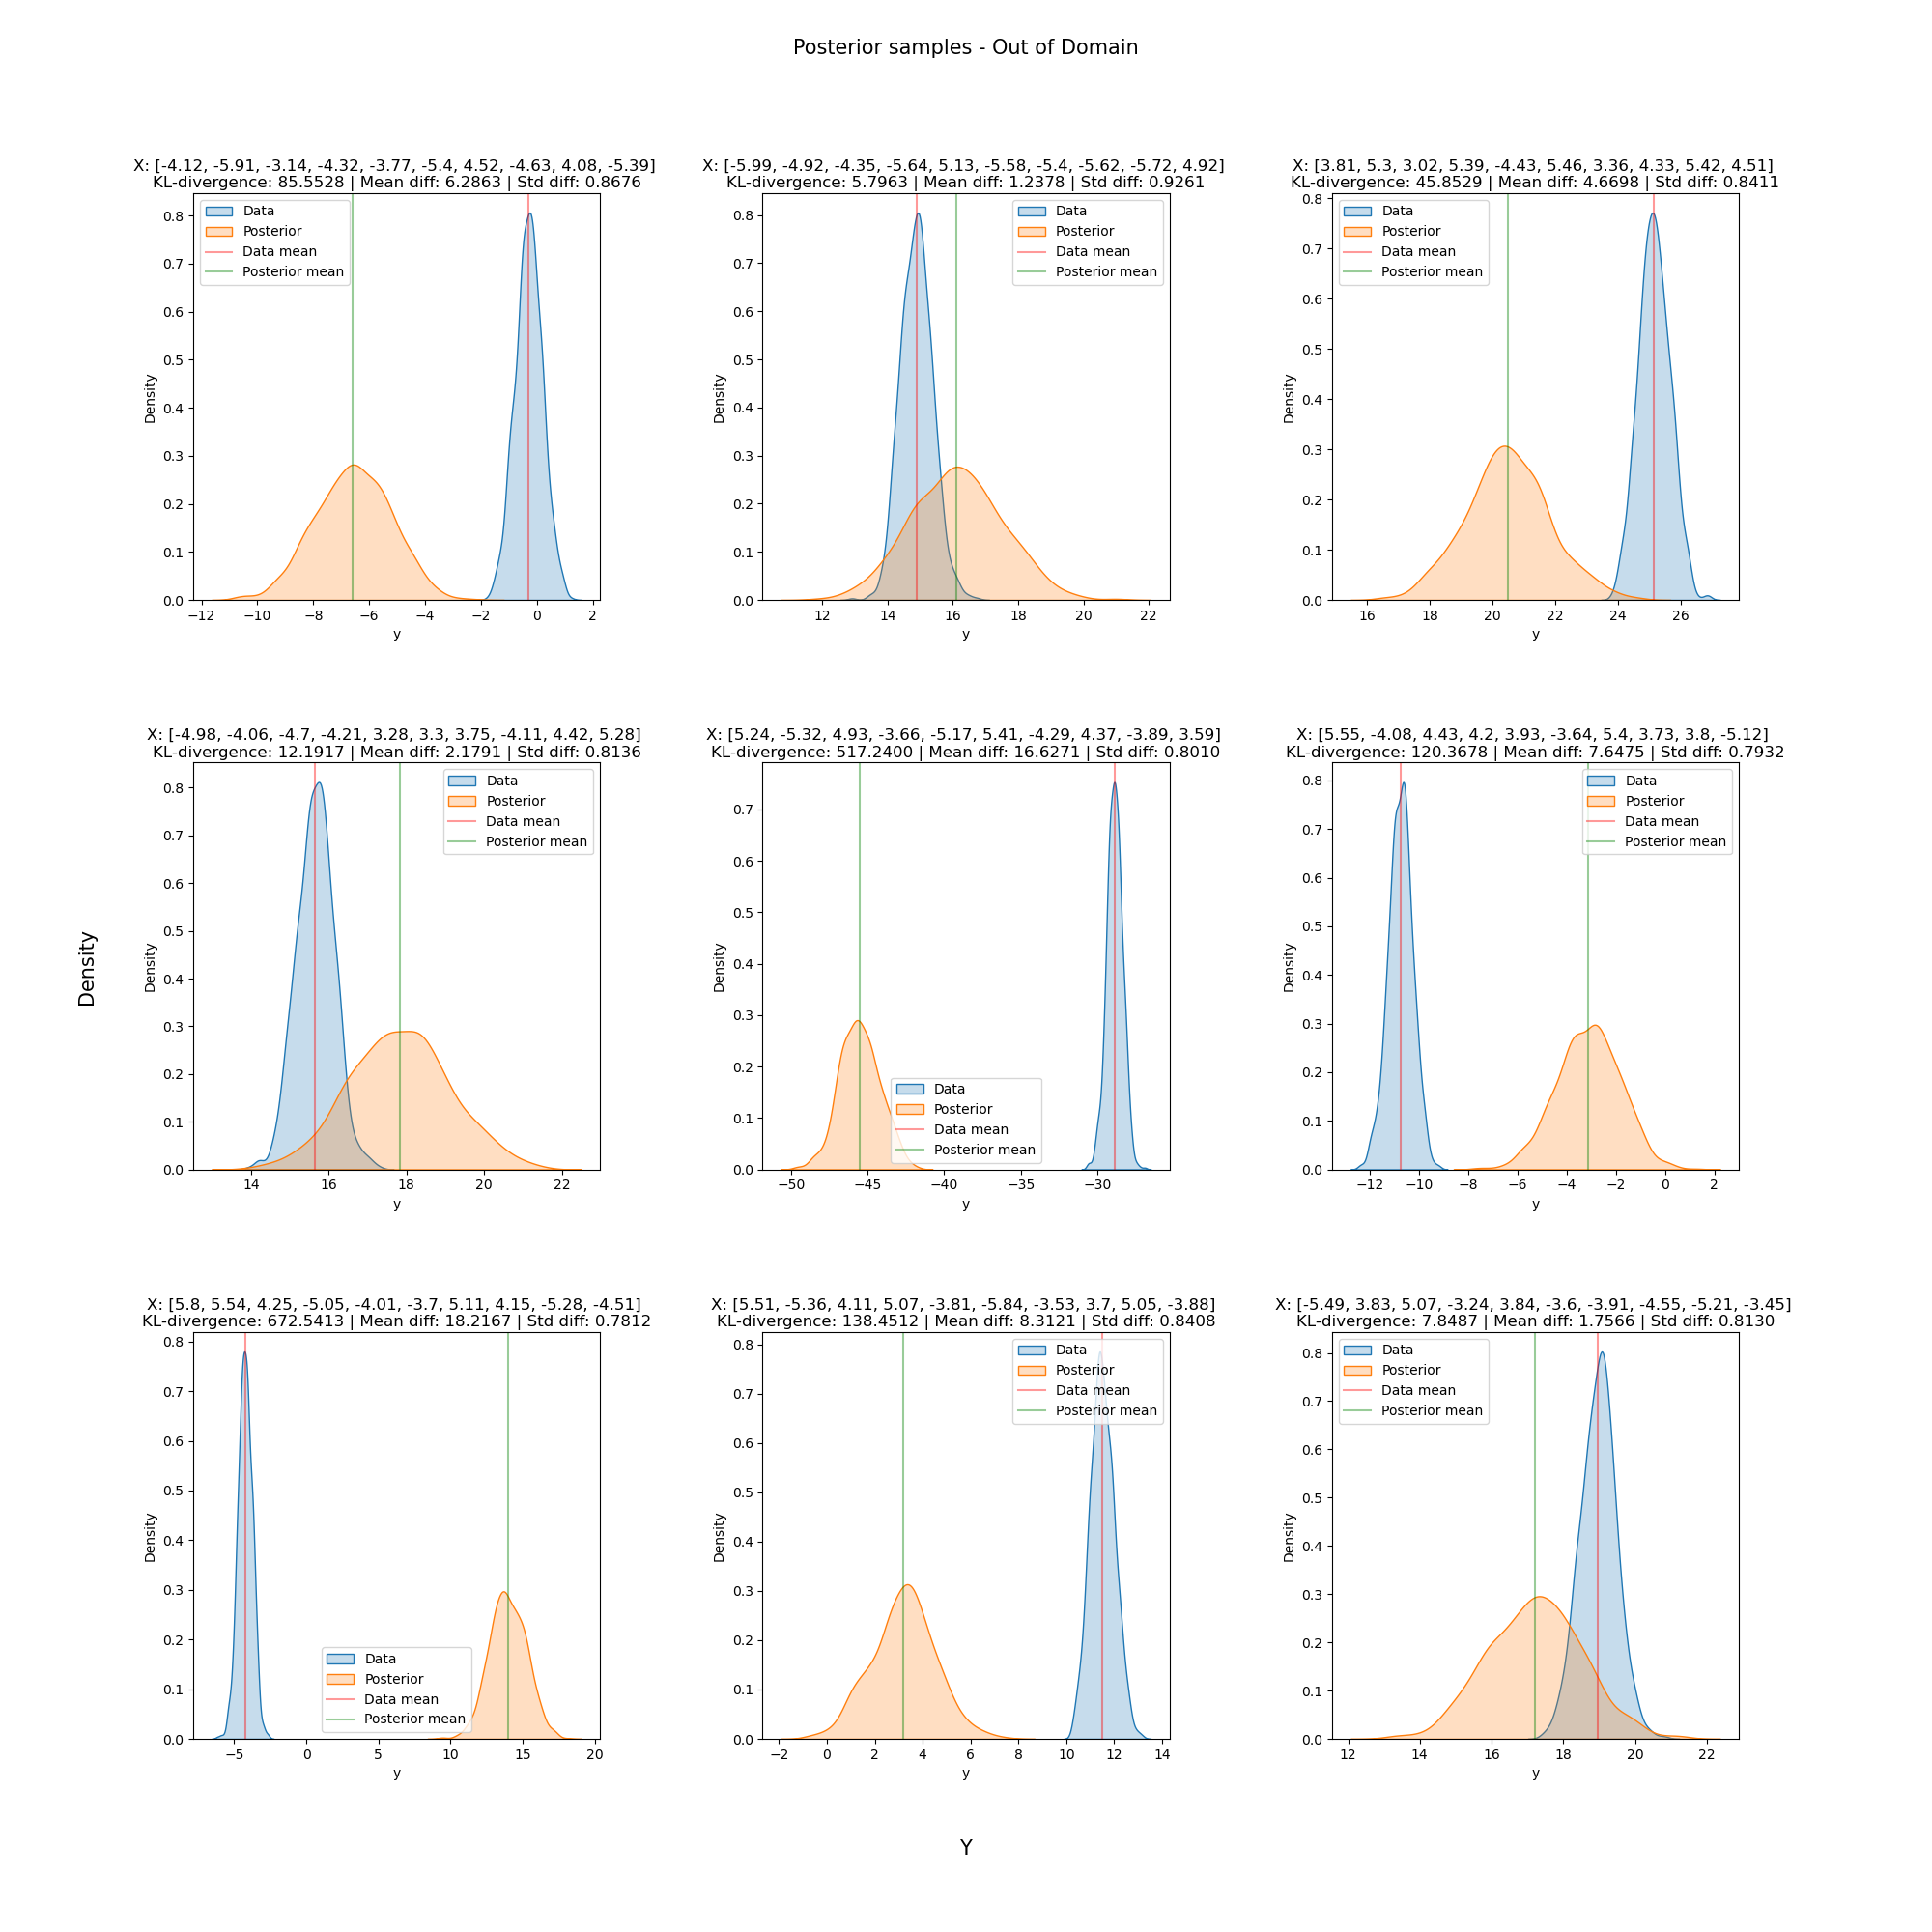 Posterior samples - Out of Domain
X: [-4.12, -5.91, -3.14, -4.32, -3.77, -5.4, 4.52, -4.63, 4.08, -5.39]
KL-divergence: 85.5528 | Mean diff: 6.2863 | Std diff: 0.8676
Data
Posterior
Data mean
Posterior mean
0.8
0.7
0.6
0.5
0.4
0.3
0.2
0.1
0.0
Density
−12 −10 −8 −6 −4 −2 0 2
y
X: [-5.99, -4.92, -4.35, -5.64, 5.13, -5.58, -5.4, -5.62, -5.72, 4.92]
KL-divergence: 5.7963 | Mean diff: 1.2378 | Std diff: 0.9261
Data
Posterior
Data mean
Posterior mean
0.8
0.7
0.6
0.5
0.4
0.3
0.2
0.1
0.0
Density
12 14 16 18 20 22
y
X: [3.81, 5.3, 3.02, 5.39, -4.43, 5.46, 3.36, 4.33, 5.42, 4.51]
KL-divergence: 45.8529 | Mean diff: 4.6698 | Std diff: 0.8411
Data
Posterior
Data mean
Posterior mean
0.8
0.7
0.6
0.5
0.4
0.3
0.2
0.1
0.0
Density
16 18 20 22 24 26
y
X: [-4.98, -4.06, -4.7, -4.21, 3.28, 3.3, 3.75, -4.11, 4.42, 5.28]
KL-divergence: 12.1917 | Mean diff: 2.1791 | Std diff: 0.8136
Data
Posterior
Data mean
Posterior mean
0.8
0.7
0.6
0.5
0.4
0.3
0.2
0.1
0.0
Density
14 16 18 20 22
y
X: [5.24, -5.32, 4.93, -3.66, -5.17, 5.41, -4.29, 4.37, -3.89, 3.59]
KL-divergence: 517.2400 | Mean diff: 16.6271 | Std diff: 0.8010
0.7
0.6
0.5
0.4
0.3
0.2
0.1
0.0
Density
Data
Posterior
Data mean
Posterior mean
−50 −45 −40 −35 −30
y
X: [5.55, -4.08, 4.43, 4.2, 3.93, -3.64, 5.4, 3.73, 3.8, -5.12]
KL-divergence: 120.3678 | Mean diff: 7.6475 | Std diff: 0.7932
Data
Posterior
Data mean
Posterior mean
0.8
0.7
0.6
0.5
0.4
0.3
0.2
0.1
0.0
Density
−12 −10 −8 −6 −4 −2 0 2
y
Density
X: [5.8, 5.54, 4.25, -5.05, -4.01, -3.7, 5.11, 4.15, -5.28, -4.51]
KL-divergence: 672.5413 | Mean diff: 18.2167 | Std diff: 0.7812
0.8
0.7
0.6
0.5
0.4
0.3
0.2
0.1
0.0
Density
Data
Posterior
Data mean
Posterior mean
−5 0 5 10 15 20
y
X: [5.51, -5.36, 4.11, 5.07, -3.81, -5.84, -3.53, 3.7, 5.05, -3.88]
KL-divergence: 138.4512 | Mean diff: 8.3121 | Std diff: 0.8408
Data
Posterior
Data mean
Posterior mean
0.8
0.7
0.6
0.5
0.4
0.3
0.2
0.1
0.0
Density
−2 0 2 4 6 8 10 12 14
y
X: [-5.49, 3.83, 5.07, -3.24, 3.84, -3.6, -3.91, -4.55, -5.21, -3.45]
KL-divergence: 7.8487 | Mean diff: 1.7566 | Std diff: 0.8130
Data
Posterior
Data mean
Posterior mean
0.8
0.7
0.6
0.5
0.4
0.3
0.2
0.1
0.0
Density
12 14 16 18 20 22
y
Y